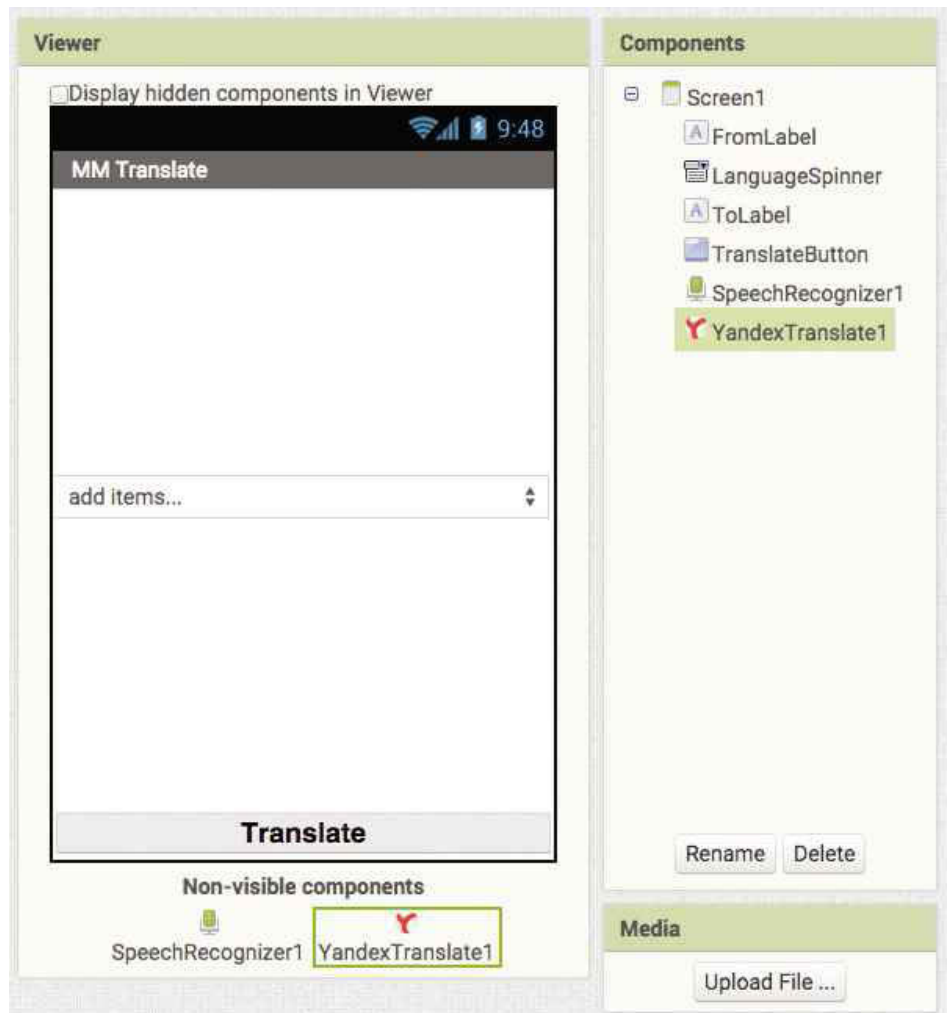 Viewer
Display hidden components in Viewer
9:48
MM Translate
add items...
Translate
Non-visible components
SpeechRecognizer1
YandexTranslate1
Components
Screen1
FromLabel
LanguageSpinner
ToLabel
TranslateButton
SpeechRecognizer1
YandexTranslate1
Rename
Delete
Media
Upload File ...